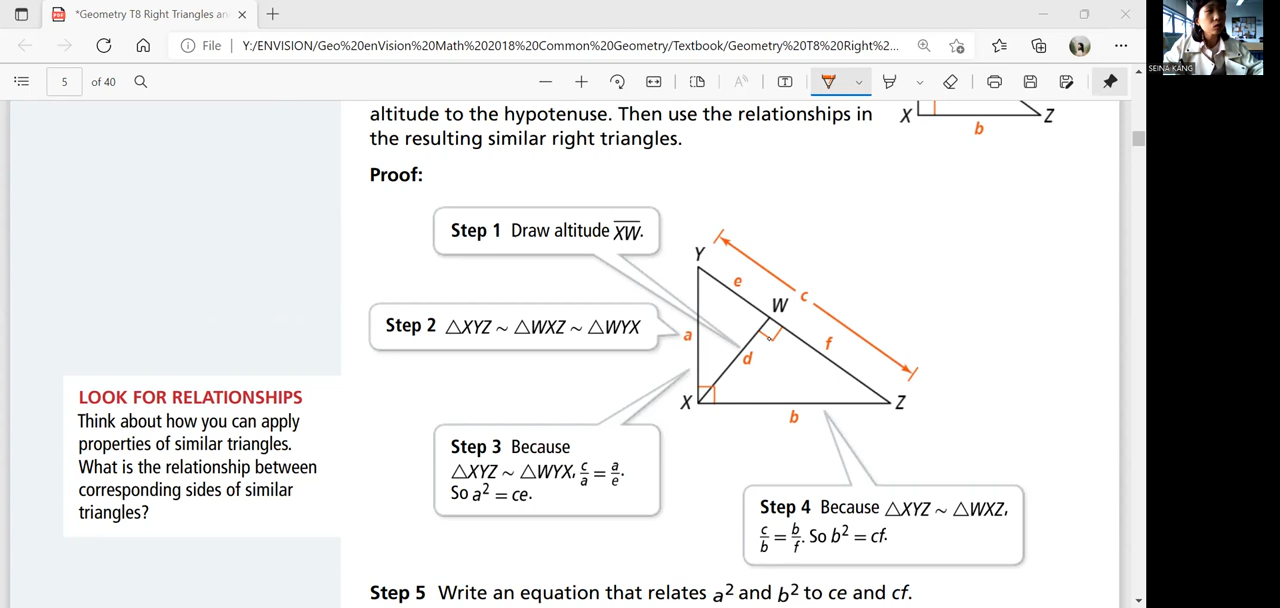 *Geometry T8 Right Triangles an
File
Y:/ENVISION/Geo%20enVision%20Math%202018%20Common%20Geometry/Textbook/Geometry%20T8%20Right%2...
5 of 40
SEINA KANG
altitude to the hypotenuse. Then use the relationships in
the resulting similar right triangles.
X
b
Z
Proof:
Step 1 Draw altitude XW.
Step 2 △XYZ ~ △WXZ ~ △WYX
Y
e
c
W
a
d
f
X
b
Z
LOOK FOR RELATIONSHIPS
Think about how you can apply
properties of similar triangles.
What is the relationship between
corresponding sides of similar
triangles?
Step 3 Because
△XYZ ~ △WYX, c/a = a/e.
So a² = ce.
Step 4 Because △XYZ ~ △WXZ,
c/b = b/f. So b² = cf.
Step 5 Write an equation that relates a² and b² to ce and cf.